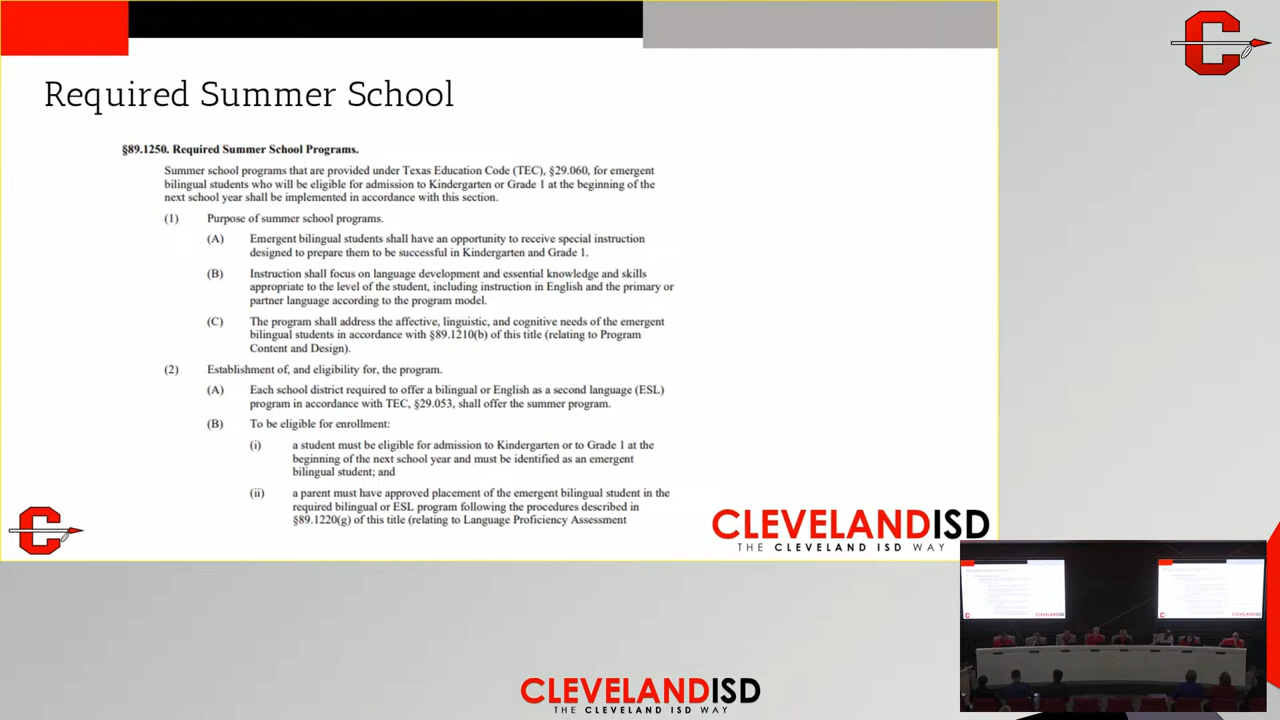 Required Summer School
§89.1250. Required Summer School Programs.
Summer school programs that are provided under Texas Education Code (TEC), §29.060, for emergent
bilingual students who will be eligible for admission to Kindergarten or Grade 1 at the beginning of the
next school year shall be implemented in accordance with this section.
(1) Purpose of summer school programs.
(A) Emergent bilingual students shall have an opportunity to receive special instruction
designed to prepare them to be successful in Kindergarten and Grade 1.
(B) Instruction shall focus on language development and essential knowledge and skills
appropriate to the level of the student, including instruction in English and the primary or
partner language according to the program model.
(C) The program shall address the affective, linguistic, and cognitive needs of the emergent
bilingual students in accordance with §89.1210(b) of this title (relating to Program
Content and Design).
(2) Establishment of, and eligibility for, the program.
(A) Each school district required to offer a bilingual or English as a second language (ESL)
program in accordance with TEC, §29.053, shall offer the summer program.
(B) To be eligible for enrollment:
(i) a student must be eligible for admission to Kindergarten or to Grade 1 at the
beginning of the next school year and must be identified as an emergent
bilingual student; and
(ii) a parent must have approved placement of the emergent bilingual student in the
required bilingual or ESL program following the procedures described in
§89.1220(g) of this title (relating to Language Proficiency Assessment
C
C
CLEVELANDISD
THE CLEVELAND ISD WAY
CLEVELANDISD
THE CLEVELAND ISD WAY